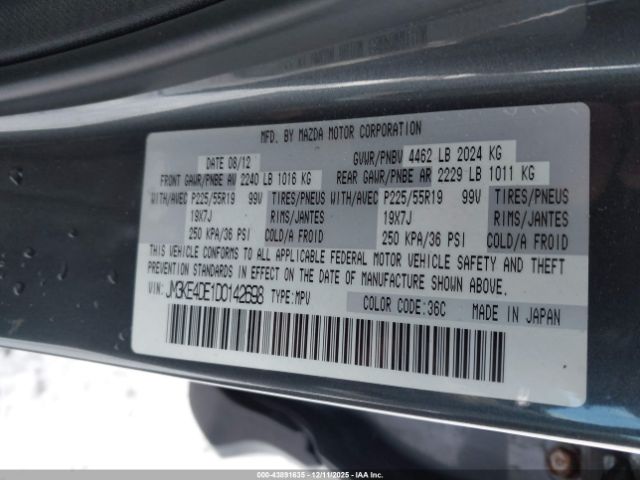 MFD. BY MAZDA MOTOR CORPORATION
DATE 08/12 GVWR/PNBV 4462 LB 2024 KG
FRONT GAWR/PNBE AV 2240 LB 1016 KG REAR GAWR/PNBE AR 2229 LB 1011 KG
WITH/AVEC P225/55R19 99V TIRES/PNEUS P225/55R19 99V TIRES/PNEUS
19X7J RIMS/JANTES 19X7J RIMS/JANTES
250 KPA/36 PSI COLD/A FROID 250 KPA/36 PSI COLD/A FROID
THIS VEHICLE CONFORMS TO ALL APPLICABLE FEDERAL MOTOR VEHICLE SAFETY AND THEFT
PREVENTION STANDARDS IN EFFECT ON THE DATE OF MANUFACTURE SHOWN ABOVE.
VIN: JM3KE4DE1D0142698 TYPE:MPV COLOR CODE:36C MADE IN JAPAN
000-43891635 - 12/11/2025 - IAAI.COM